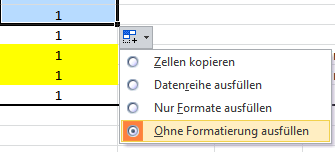 1
1
1
1
1
Zellen kopieren
Datenreihe ausfüllen
Nur Formate ausfüllen
Ohne Formatierung ausfüllen